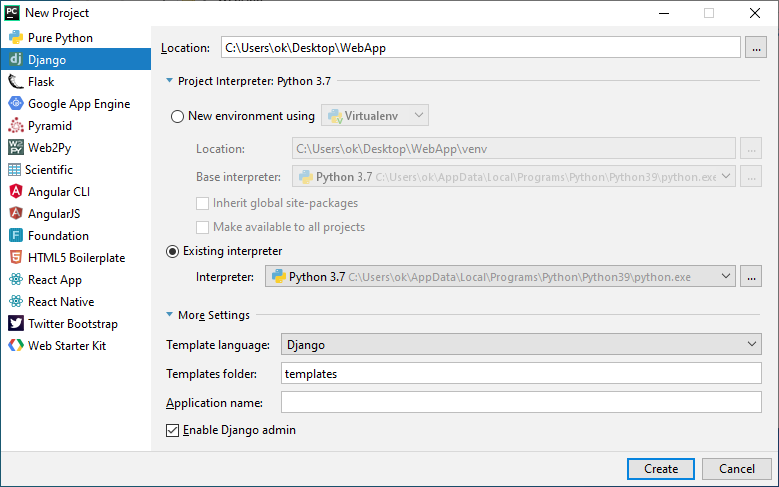 PC New Project
Pure Python
dj Django
Flask
Google App Engine
Pyramid
W2PY Web2Py
Scientific
Angular CLI
AngularJS
Foundation
HTML5 Boilerplate
React App
React Native
Twitter Bootstrap
Web Starter Kit
Location: C:\Users\ok\Desktop\WebApp ...
Project Interpreter: Python 3.7
New environment using Virtualenv
Location: C:\Users\ok\Desktop\WebApp\venv ...
Base interpreter: Python 3.7 C:\Users\ok\AppData\Local\Programs\Python\Python39\python.exe ...
Inherit global site-packages
Make available to all projects
Existing interpreter
Interpreter: Python 3.7 C:\Users\ok\AppData\Local\Programs\Python\Python39\python.exe ...
More Settings
Template language: Django
Templates folder: templates
Application name:
Enable Django admin
Create Cancel